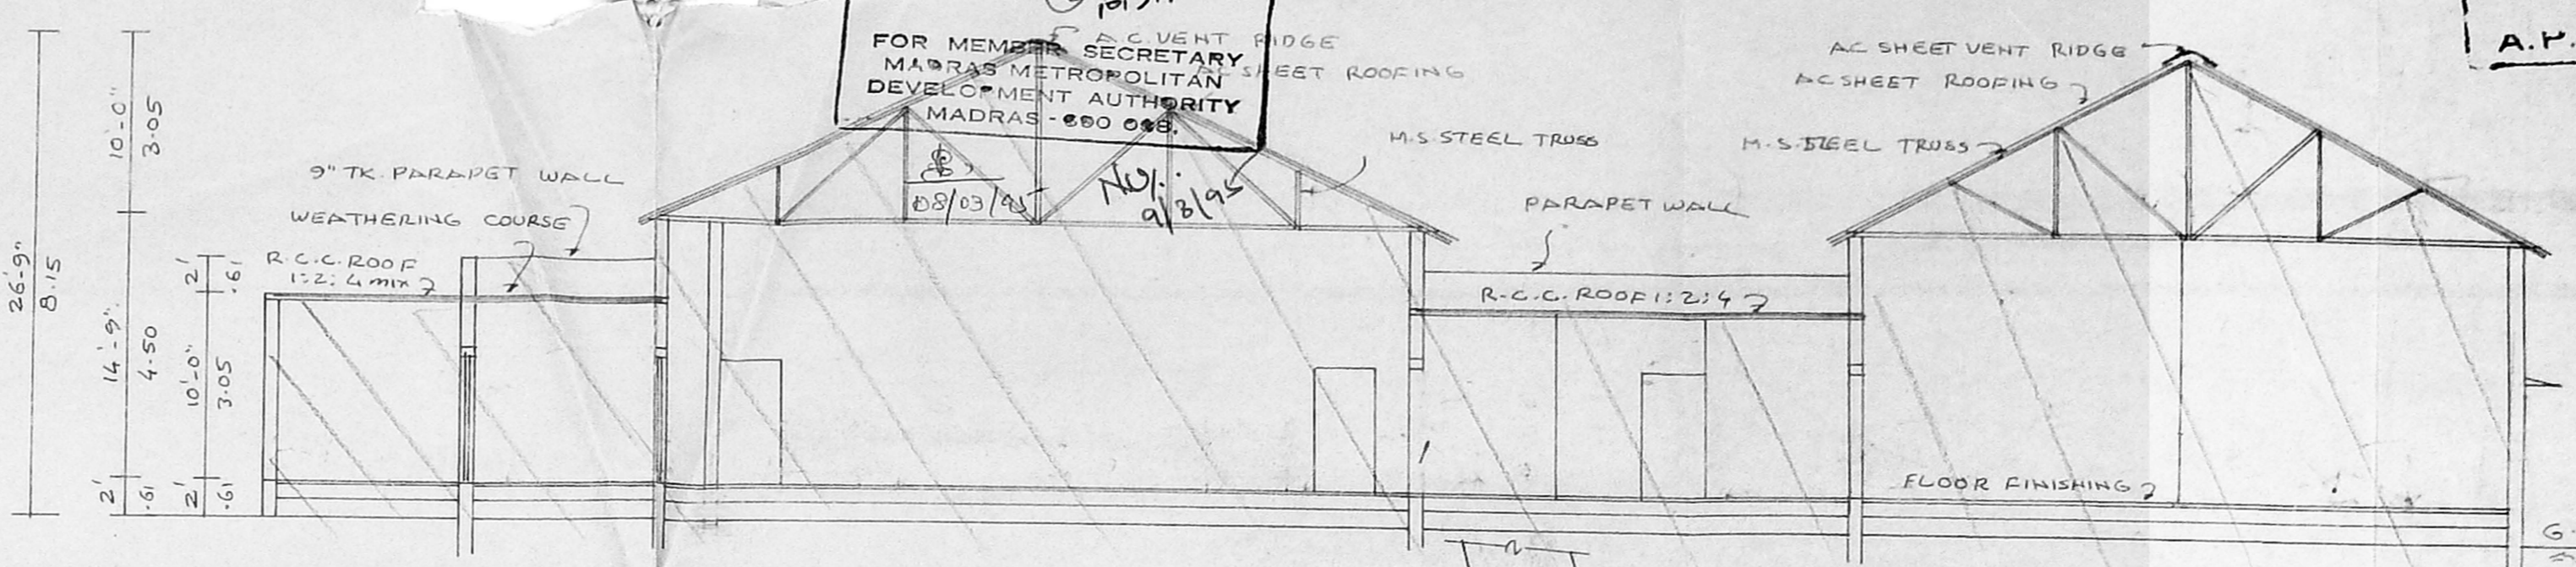 A.C. VENT RIDGE
AC SHEET ROOFING
FOR MEMBER SECRETARY
MADRAS METROPOLITAN
DEVELOPMENT AUTHORITY
MADRAS - 600 008.
08/03/95
9/3/95
M.S. STEEL TRUSS
AC SHEET VENT RIDGE
AC SHEET ROOFING
M.S. STEEL TRUSS
9" TK. PARAPET WALL
WEATHERING COURSE
R.C.C. ROOF
1:2:4 mix
PARAPET WALL
R.C.C. ROOF 1:2:4
FLOOR FINISHING
26'-9"
8.15
10'-0"
3.05
14'-9"
4.50
2'
.61
2'
.61
10'-0"
3.05
2'
.61